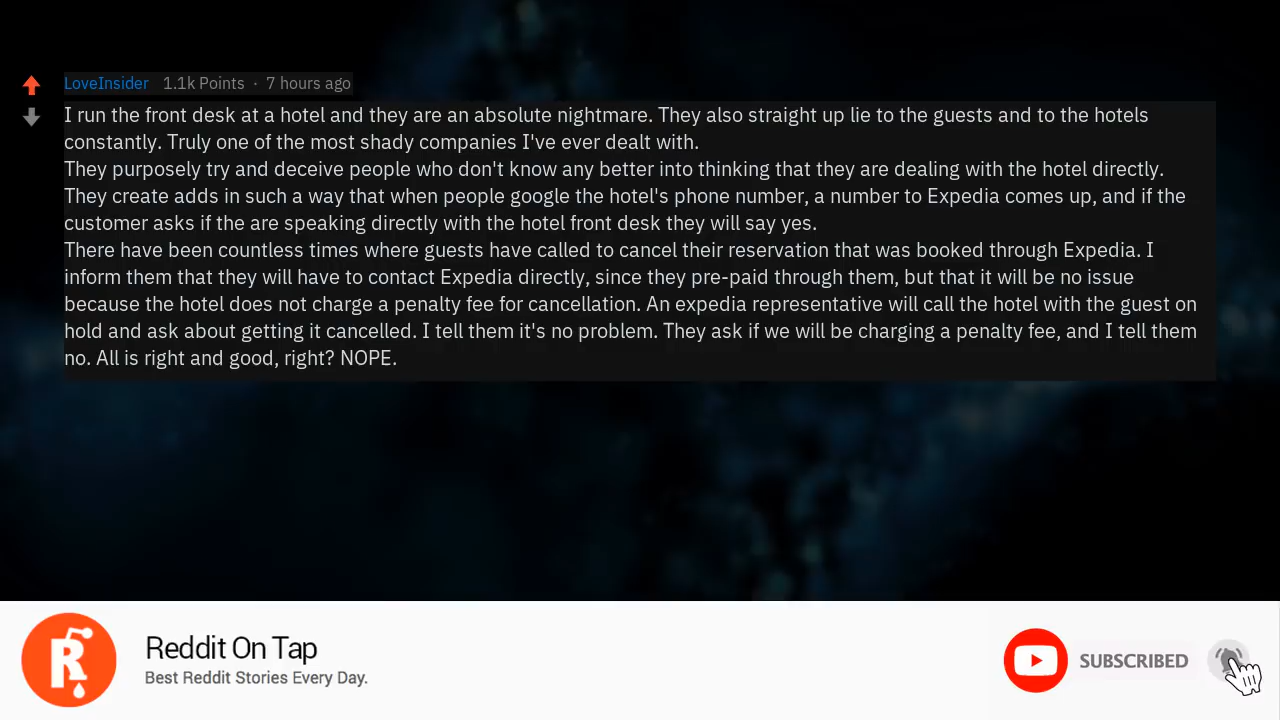 LoveInsider 1.1k Points · 7 hours ago
I run the front desk at a hotel and they are an absolute nightmare. They also straight up lie to the guests and to the hotels
constantly. Truly one of the most shady companies I've ever dealt with.
They purposely try and deceive people who don't know any better into thinking that they are dealing with the hotel directly.
They create adds in such a way that when people google the hotel's phone number, a number to Expedia comes up, and if the
customer asks if the are speaking directly with the hotel front desk they will say yes.
There have been countless times where guests have called to cancel their reservation that was booked through Expedia. I
inform them that they will have to contact Expedia directly, since they pre-paid through them, but that it will be no issue
because the hotel does not charge a penalty fee for cancellation. An expedia representative will call the hotel with the guest on
hold and ask about getting it cancelled. I tell them it's no problem. They ask if we will be charging a penalty fee, and I tell them
no. All is right and good, right? NOPE.
Reddit On Tap
Best Reddit Stories Every Day.
SUBSCRIBED